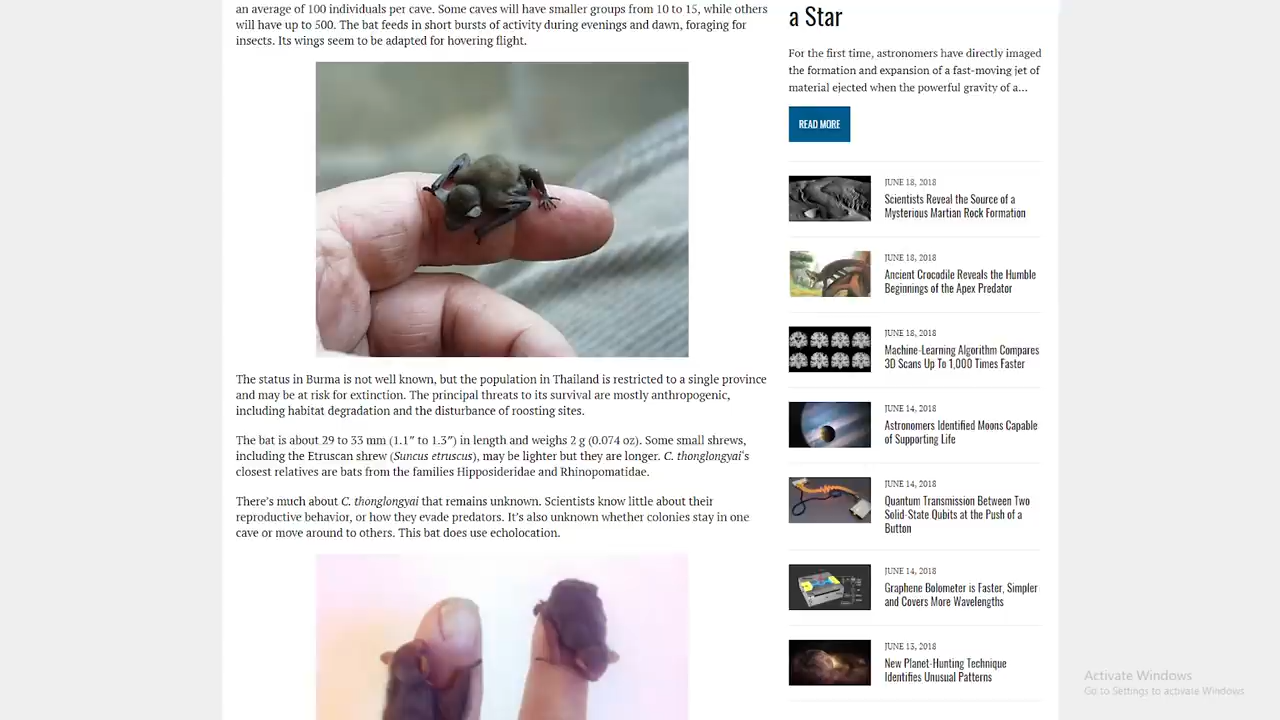 an average of 100 individuals per cave. Some caves will have smaller groups from 10 to 15, while others
will have up to 500. The bat feeds in short bursts of activity during evenings and dawn, foraging for
insects. Its wings seem to be adapted for hovering flight.
The status in Burma is not well known, but the population in Thailand is restricted to a single province
and may be at risk for extinction. The principal threats to its survival are mostly anthropogenic,
including habitat degradation and the disturbance of roosting sites.
The bat is about 29 to 33 mm (1.1″ to 1.3″) in length and weighs 2 g (0.074 oz). Some small shrews,
including the Etruscan shrew (Suncus etruscus), may be lighter but they are longer. C. thonglongyai's
closest relatives are bats from the families Hipposideridae and Rhinopomatidae.
There's much about C. thonglongyai that remains unknown. Scientists know little about their
reproductive behavior, or how they evade predators. It's also unknown whether colonies stay in one
cave or move around to others. This bat does use echolocation.
a Star
For the first time, astronomers have directly imaged
the formation and expansion of a fast-moving jet of
material ejected when the powerful gravity of a...
READ MORE
JUNE 18, 2018
Scientists Reveal the Source of a
Mysterious Martian Rock Formation
JUNE 18, 2018
Ancient Crocodile Reveals the Humble
Beginnings of the Apex Predator
JUNE 18, 2018
Machine-Learning Algorithm Compares
3D Scans Up To 1,000 Times Faster
JUNE 14, 2018
Astronomers Identified Moons Capable
of Supporting Life
JUNE 14, 2018
Quantum Transmission Between Two
Solid-State Qubits at the Push of a
Button
JUNE 14, 2018
Graphene Bolometer is Faster, Simpler
and Covers More Wavelengths
JUNE 13, 2018
New Planet-Hunting Technique
Identifies Unusual Patterns
Activate Windows
Go to Settings to activate Windows